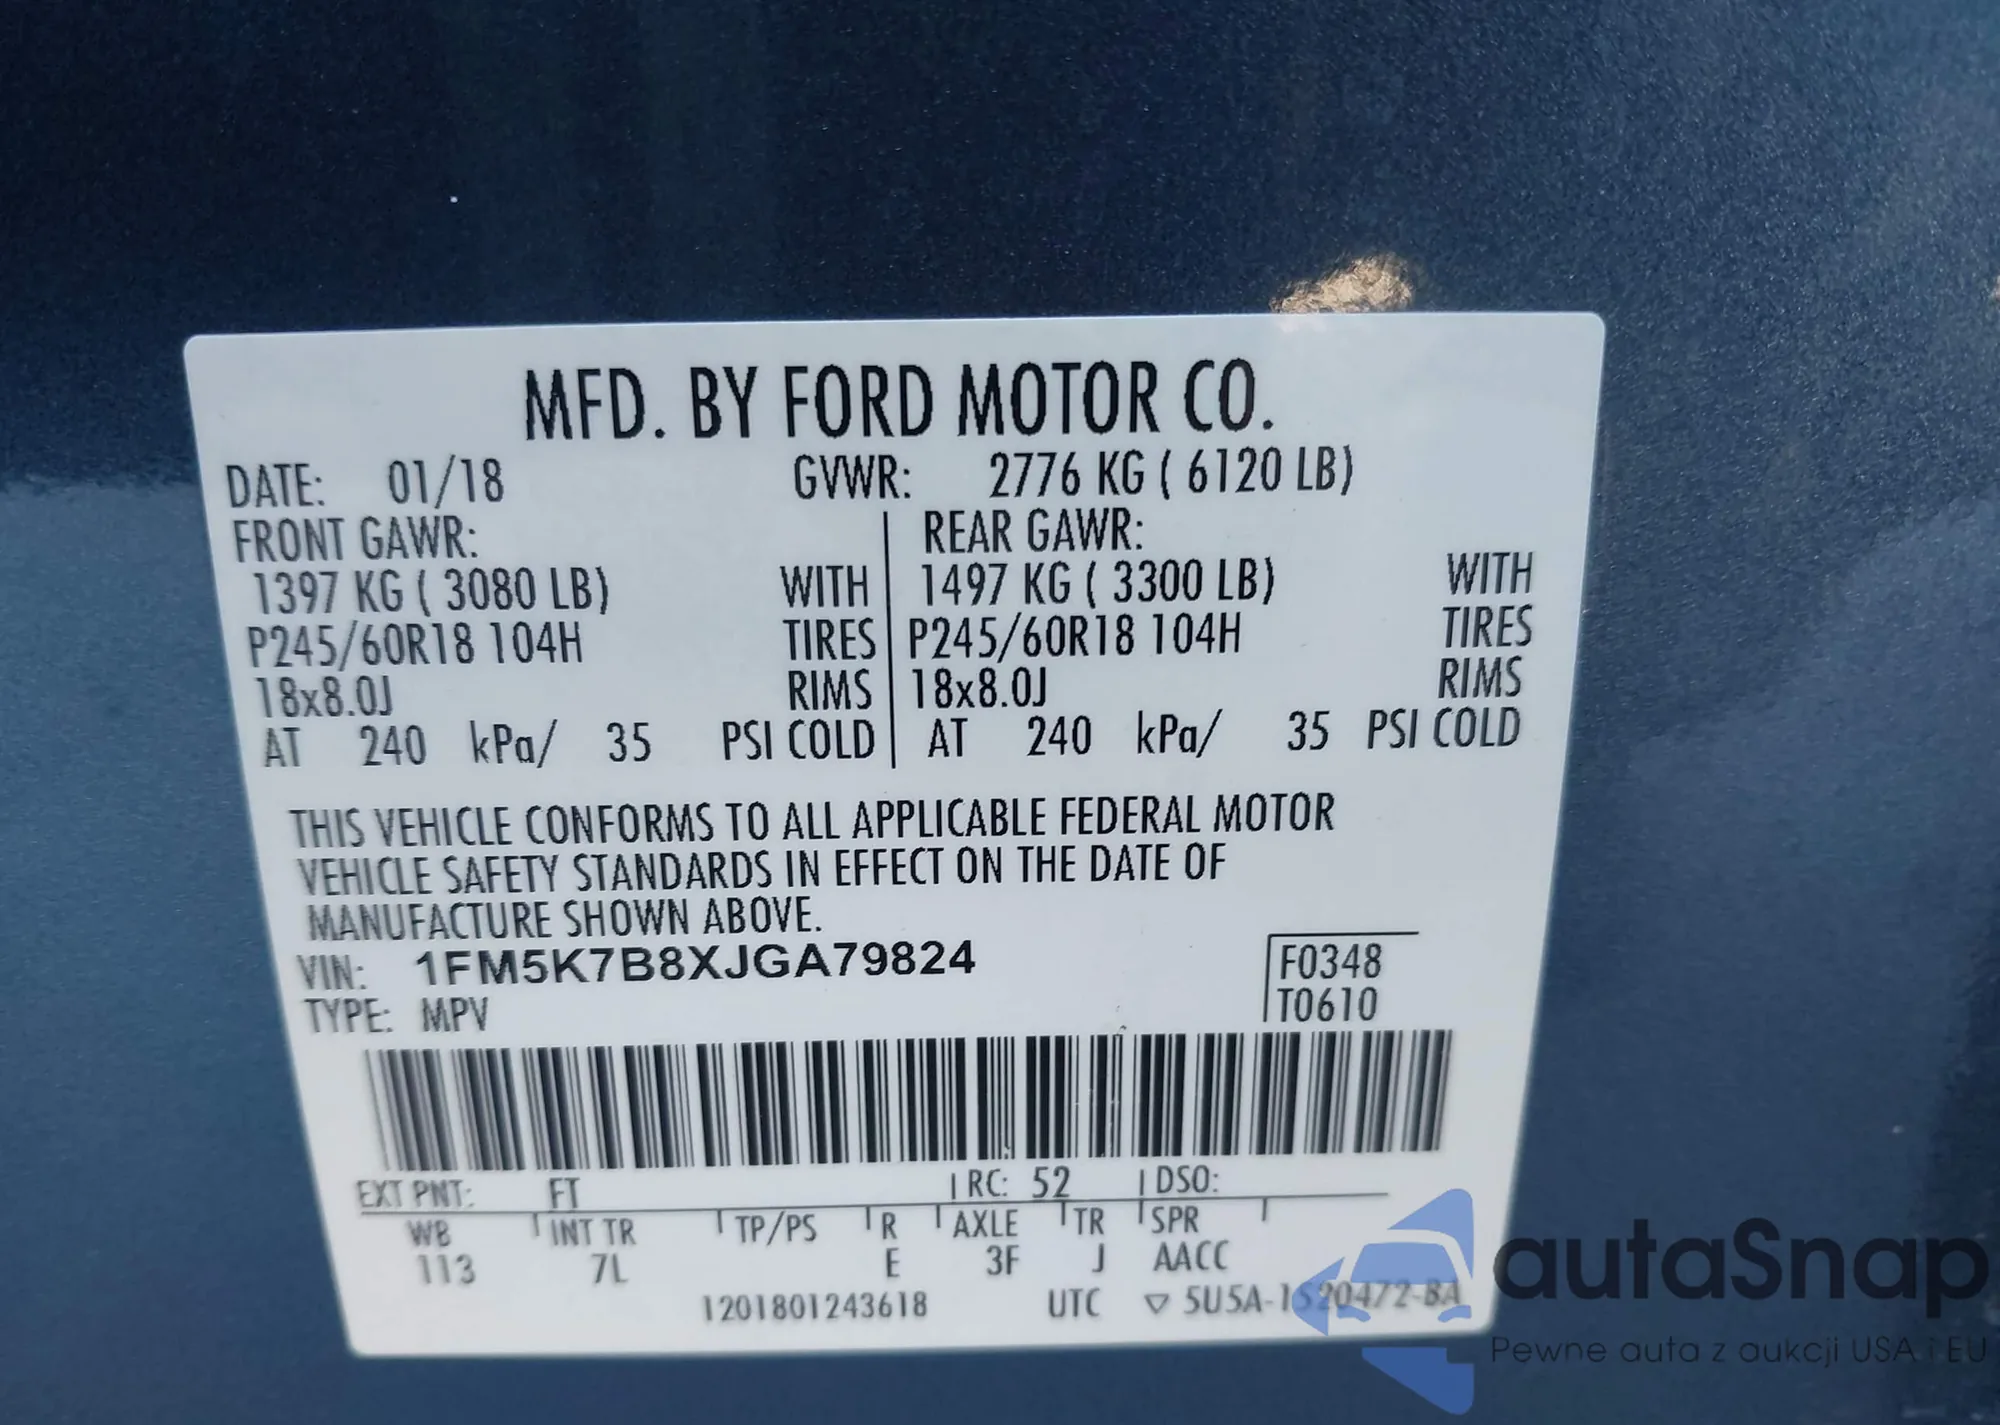 MFD. BY FORD MOTOR CO.
DATE: 01/18 GVWR: 2776 KG ( 6120 LB)
FRONT GAWR: REAR GAWR:
1397 KG ( 3080 LB) WITH 1497 KG ( 3300 LB) WITH
P245/60R18 104H TIRES P245/60R18 104H TIRES
18x8.0J RIMS 18x8.0J RIMS
AT 240 kPa/ 35 PSI COLD AT 240 kPa/ 35 PSI COLD
THIS VEHICLE CONFORMS TO ALL APPLICABLE FEDERAL MOTOR
VEHICLE SAFETY STANDARDS IN EFFECT ON THE DATE OF
MANUFACTURE SHOWN ABOVE.
VIN: 1FM5K7B8XJGA79824 F0348
TYPE: MPV T0610
EXT PNT: FT RC: 52 DSO:
WB INT TR TP/PS R AXLE TR SPR
113 7L E 3F J AACC
1201801243618 UTC ▽ 5U5A-1520472-BA
autaSnap
Pewne auta z aukcji USA i EU